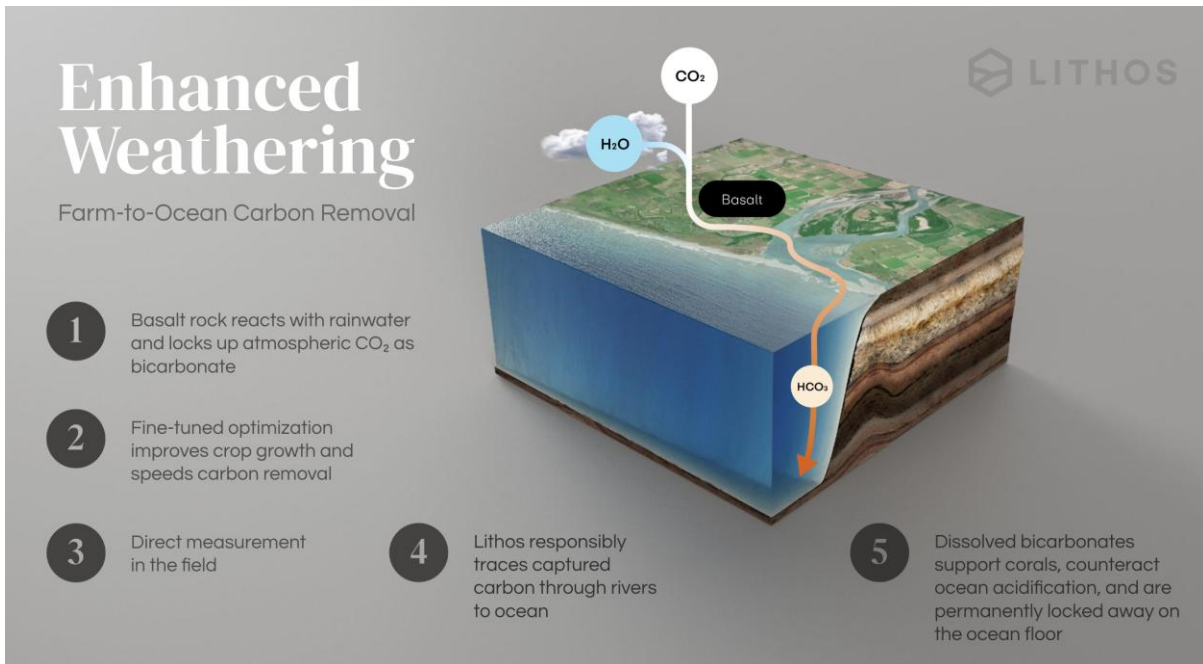 Enhanced
Weathering
Farm-to-Ocean Carbon Removal
LITHOS
CO₂
H₂O
Basalt
HCO₃
1
Basalt rock reacts with rainwater
and locks up atmospheric CO₂ as
bicarbonate
2
Fine-tuned optimization
improves crop growth and
speeds carbon removal
3
Direct measurement
in the field
4
Lithos responsibly
traces captured
carbon through rivers
to ocean
5
Dissolved bicarbonates
support corals, counteract
ocean acidification, and are
permanently locked away on
the ocean floor